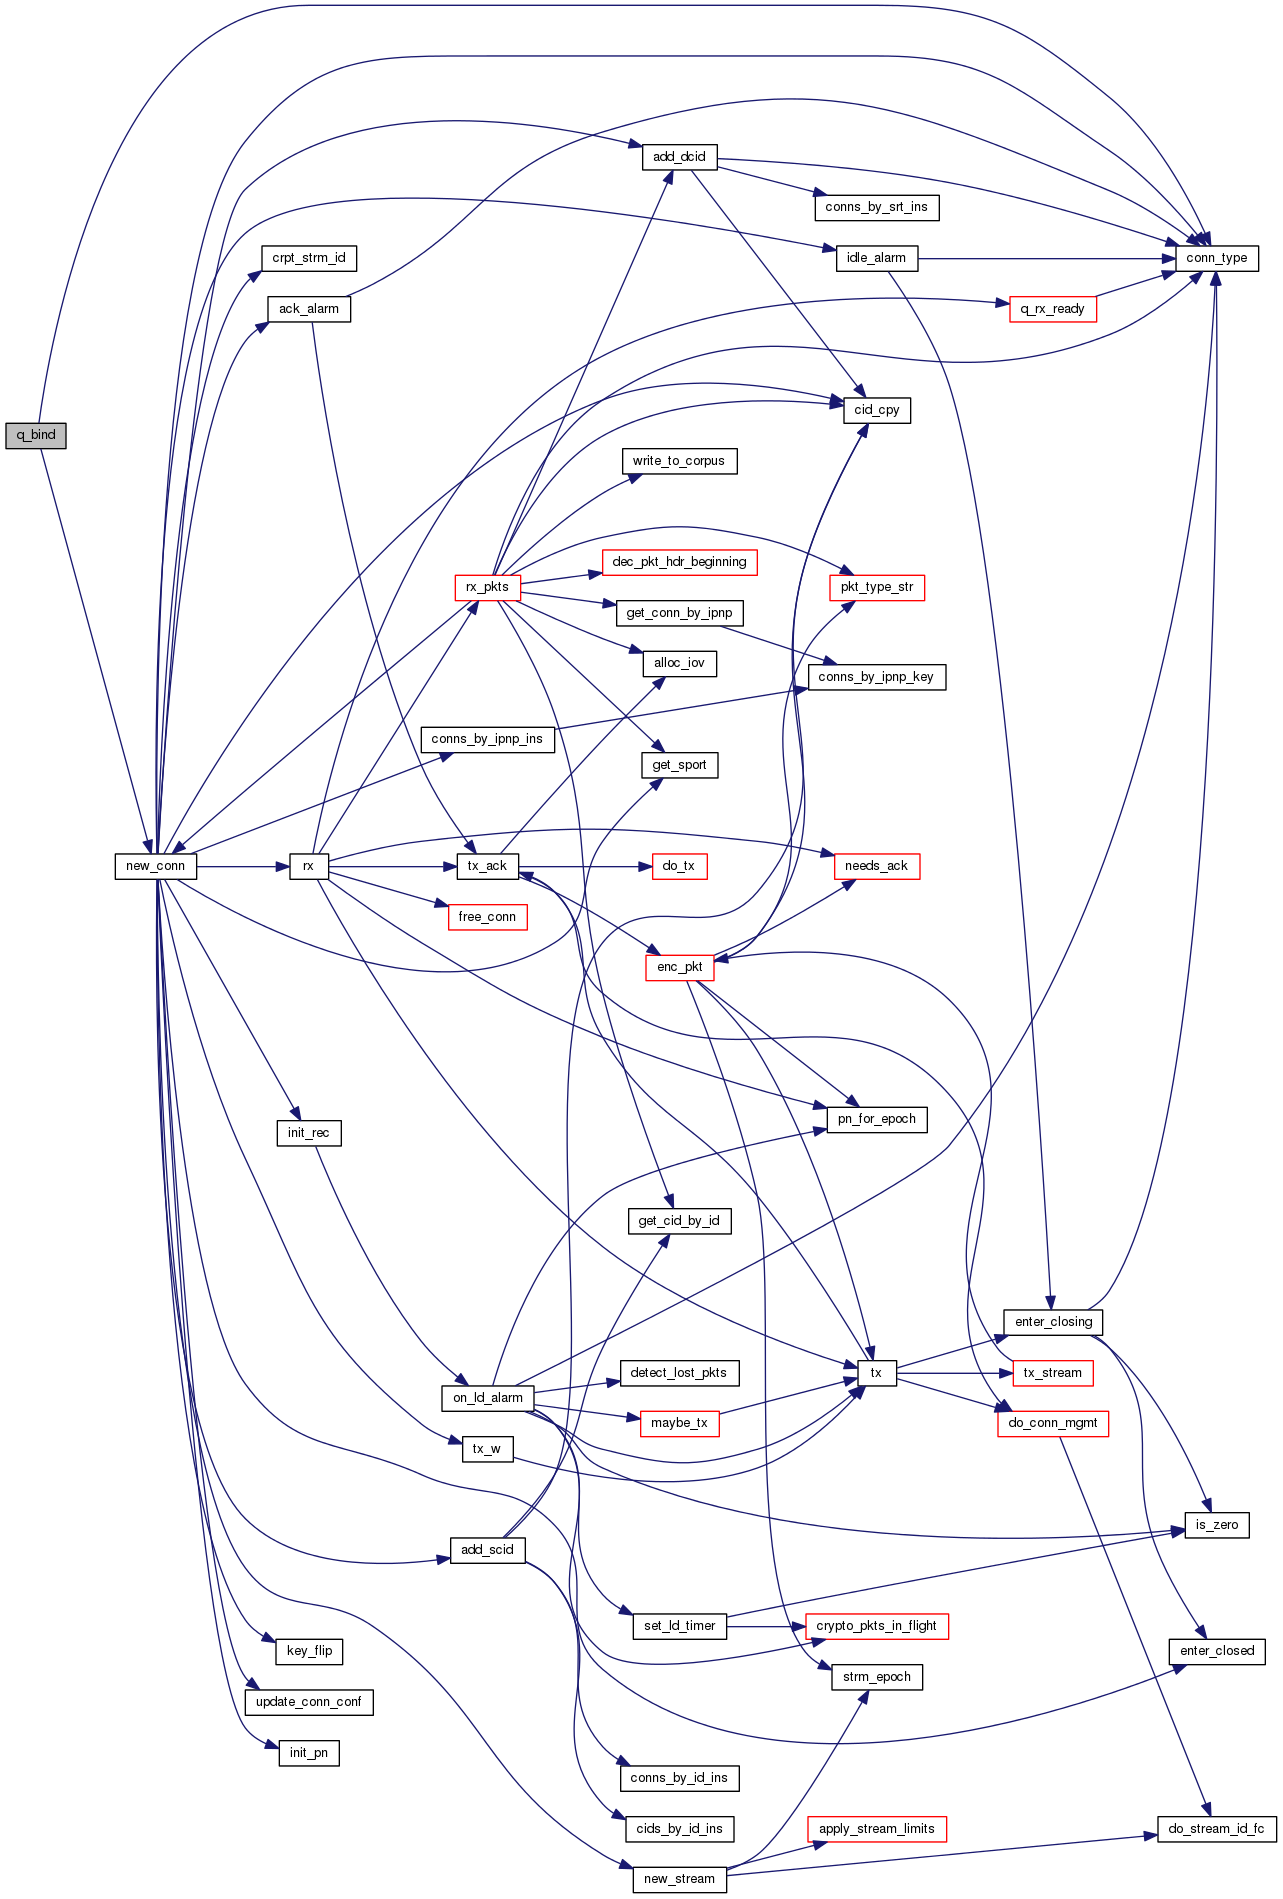 add_dcid
conns_by_srt_ins
crpt_strm_id
idle_alarm
conn_type
ack_alarm
q_rx_ready
cid_cpy
q_bind
write_to_corpus
dec_pkt_hdr_beginning
rx_pkts
pkt_type_str
get_conn_by_ipnp
alloc_iov
conns_by_ipnp_key
conns_by_ipnp_ins
get_sport
new_conn
rx
tx_ack
do_tx
needs_ack
free_conn
enc_pkt
init_rec
pn_for_epoch
get_cid_by_id
enter_closing
detect_lost_pkts
tx
tx_stream
on_ld_alarm
maybe_tx
do_conn_mgmt
tx_w
is_zero
add_scid
set_ld_timer
crypto_pkts_in_flight
key_flip
enter_closed
strm_epoch
update_conn_conf
init_pn
conns_by_id_ins
cids_by_id_ins
apply_stream_limits
do_stream_id_fc
new_stream